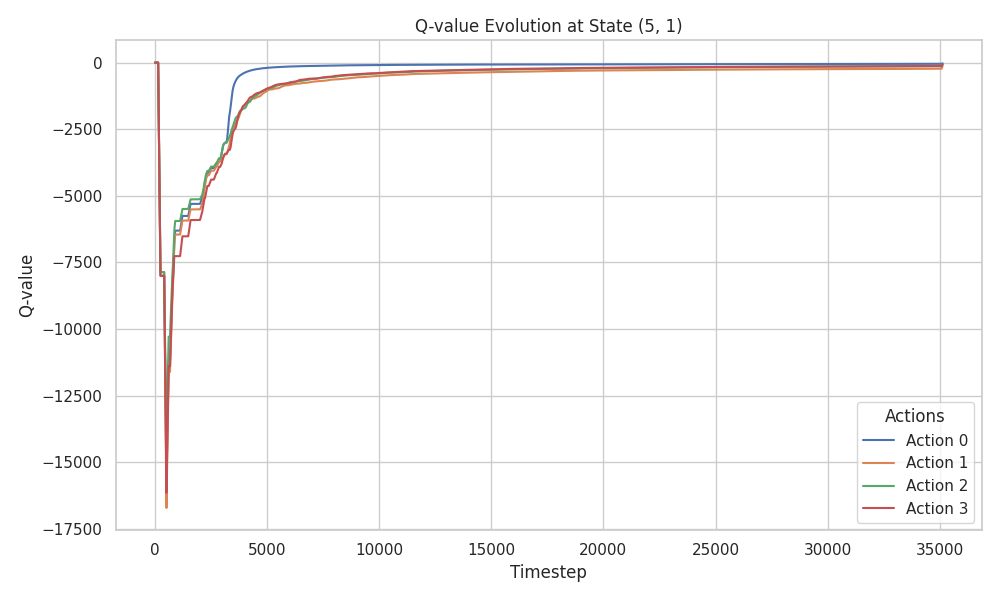 Q-value Evolution at State (5, 1)
0
−2500
−5000
−7500
−10000
−12500
−15000
−17500
Q-value
0
5000
10000
15000
20000
25000
30000
35000
Timestep
Actions
Action 0
Action 1
Action 2
Action 3